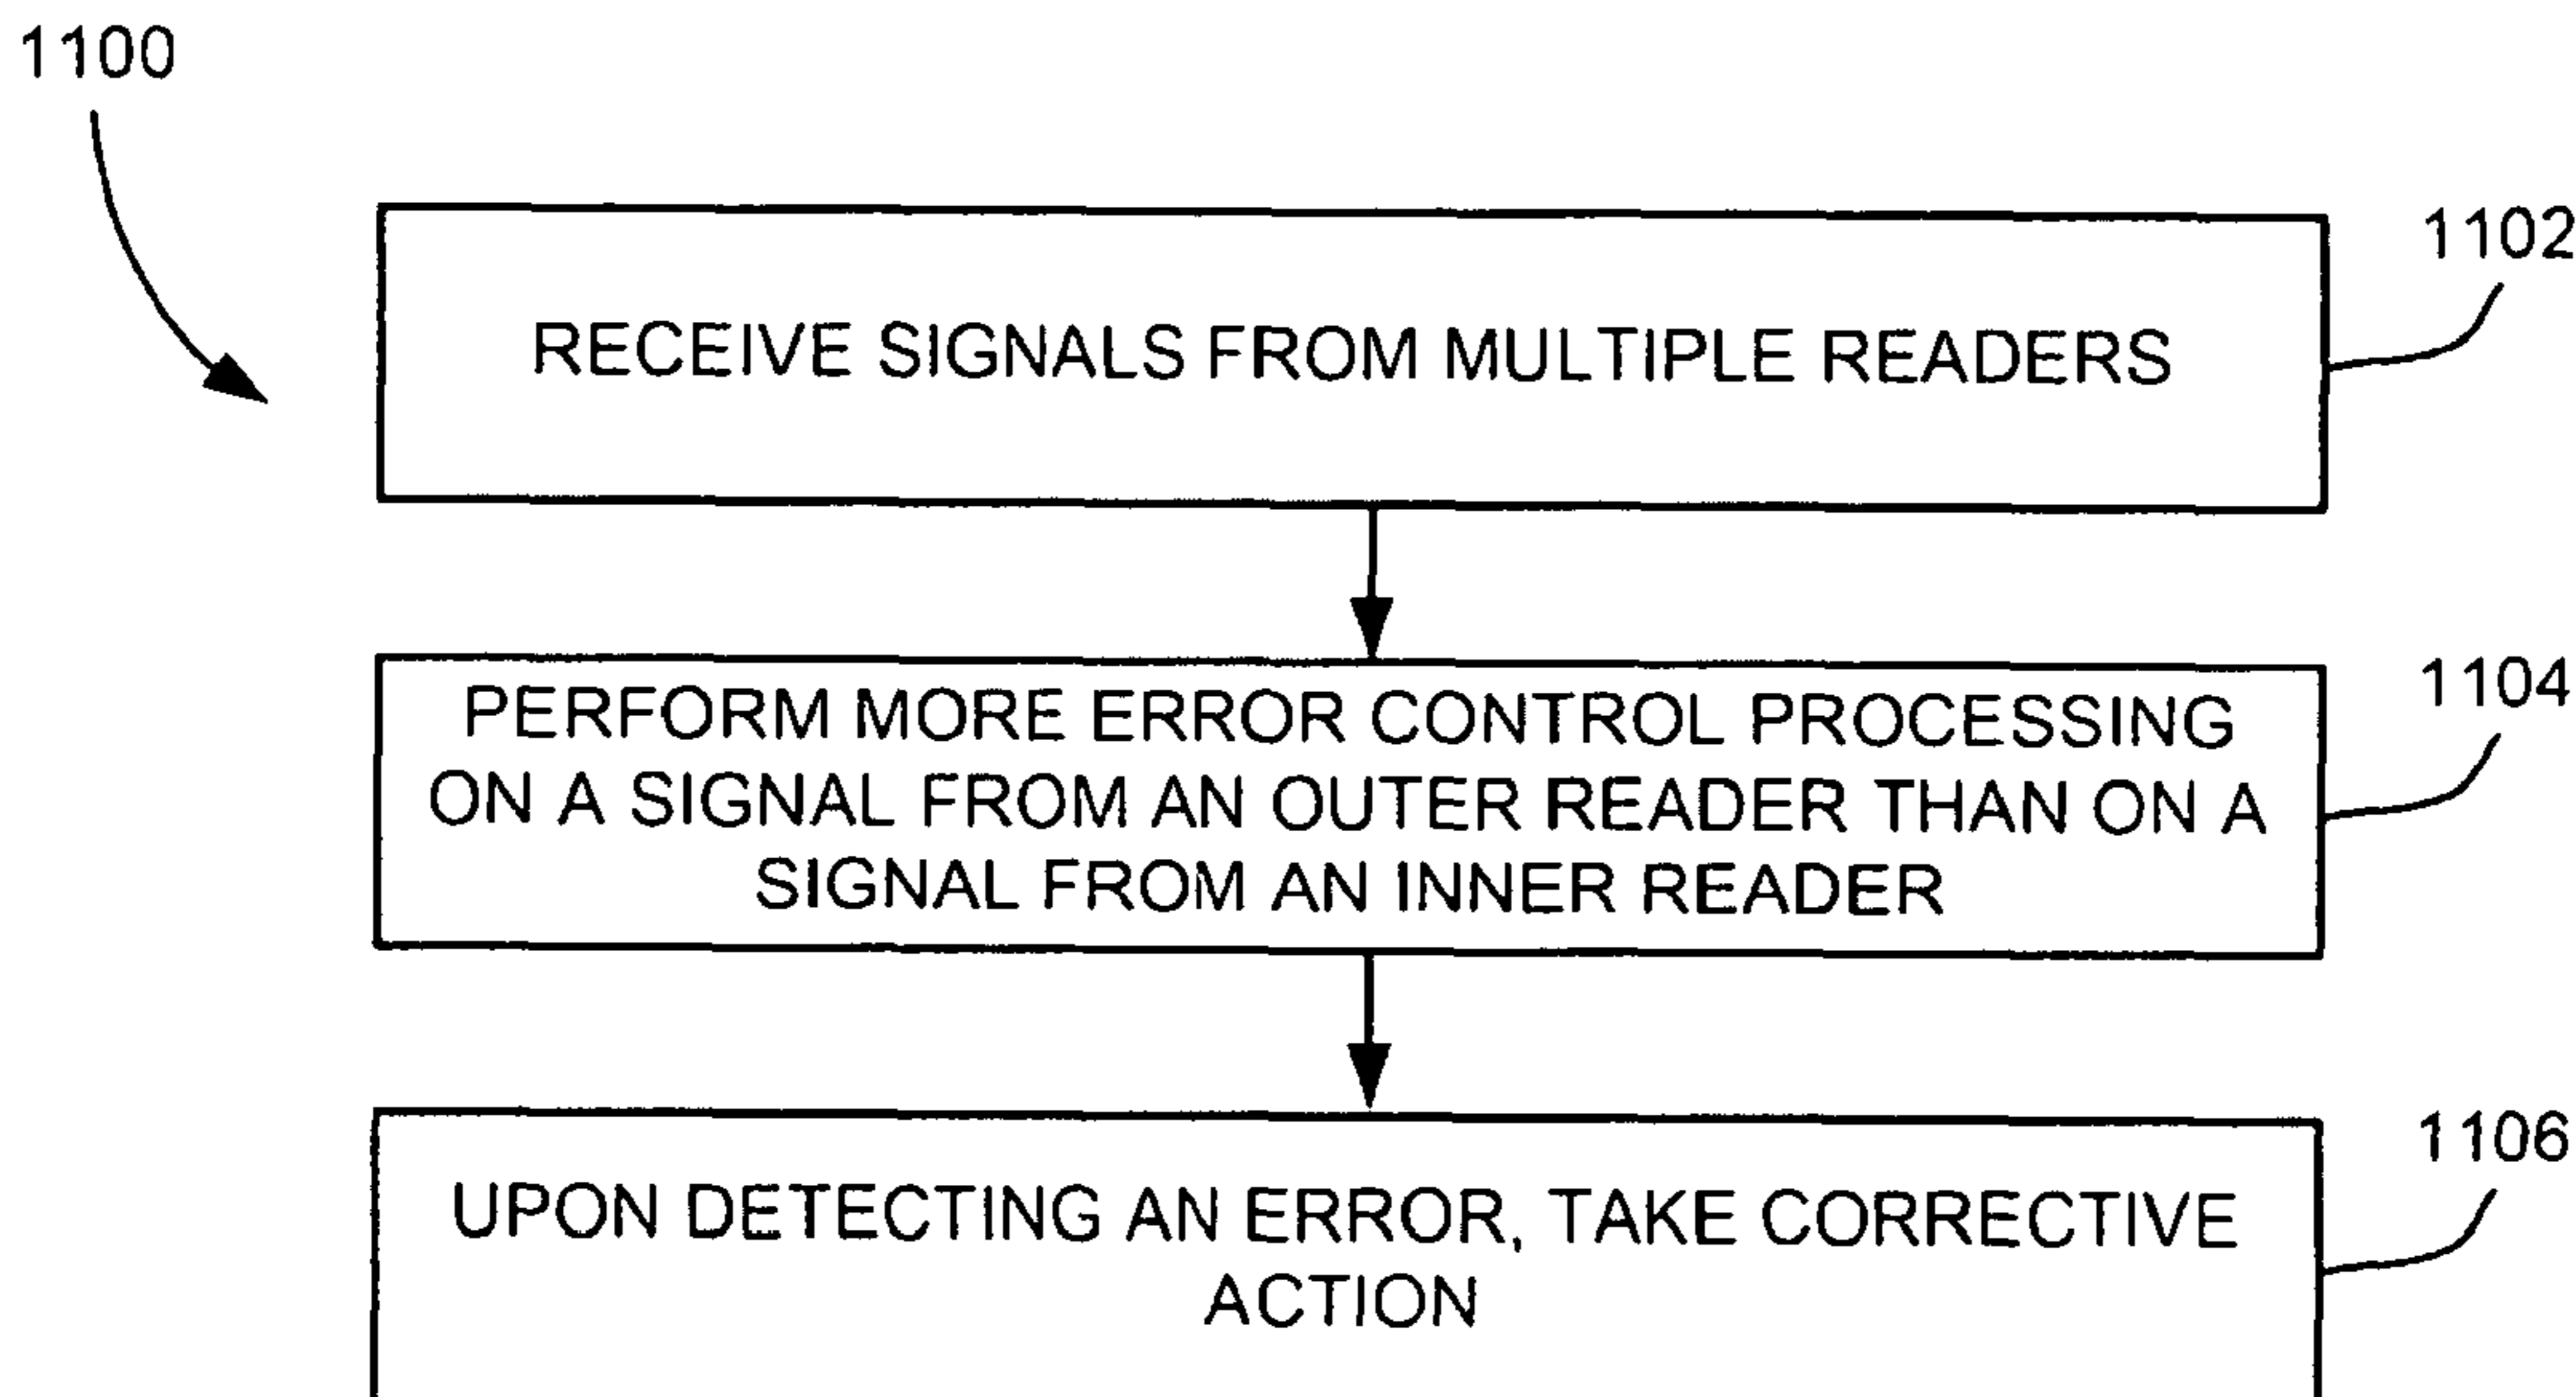 1100
1102
RECEIVE SIGNALS FROM MULTIPLE READERS
1104
PERFORM MORE ERROR CONTROL PROCESSING
ON A SIGNAL FROM AN OUTER READER THAN ON A
SIGNAL FROM AN INNER READER
1106
UPON DETECTING AN ERROR, TAKE CORRECTIVE
ACTION